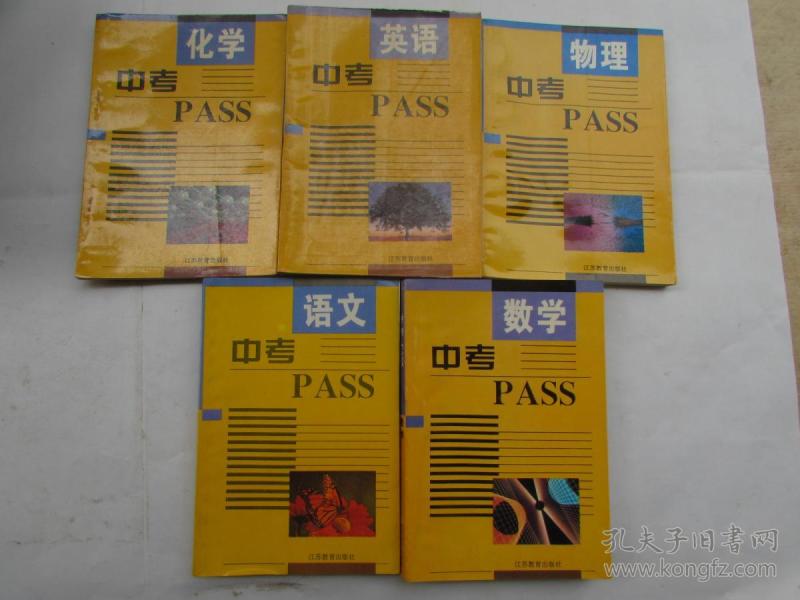 化学
中考
PASS
江苏教育出版社
英语
中考
PASS
江苏教育出版社
物理
中考
PASS
江苏教育出版社
语文
中考
PASS
江苏教育出版社
数学
中考
PASS
江苏教育出版社
孔夫子旧书网
www.kongfz.com